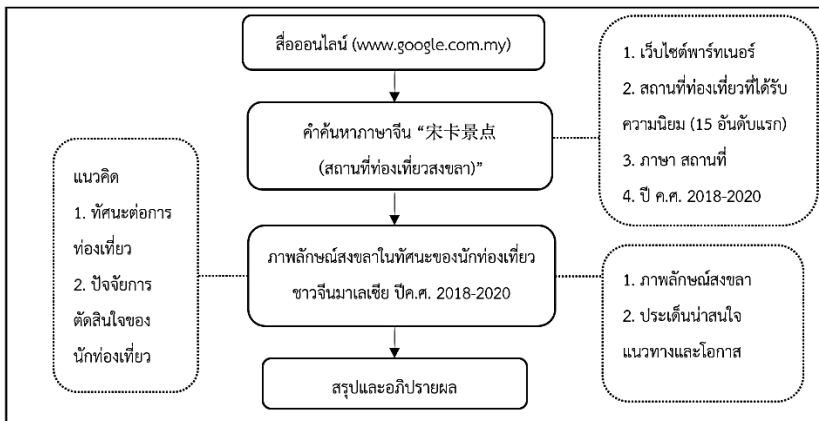 สื่อออนไลน์ (www.google.com.my)
คำค้นหาภาษาจีน “宋卡景点
(สถานที่ท่องเที่ยวสงขลา)”
1. เว็บไซต์พาร์ทเนอร์
2. สถานที่ท่องเที่ยวที่ได้รับ
ความนิยม (15 อันดับแรก)
3. ภาษา สถานที่
4. ปี ค.ศ. 2018-2020
แนวคิด
1. ทัศนะต่อการ
ท่องเที่ยว
2. ปัจจัยการ
ตัดสินใจของ
นักท่องเที่ยว
ภาพลักษณ์สงขลาในทัศนะของนักท่องเที่ยว
ชาวจีนมาเลเซีย ปีค.ศ. 2018-2020
1. ภาพลักษณ์สงขลา
2. ประเด็นน่าสนใจ
แนวทางและโอกาส
สรุปและอภิปรายผล